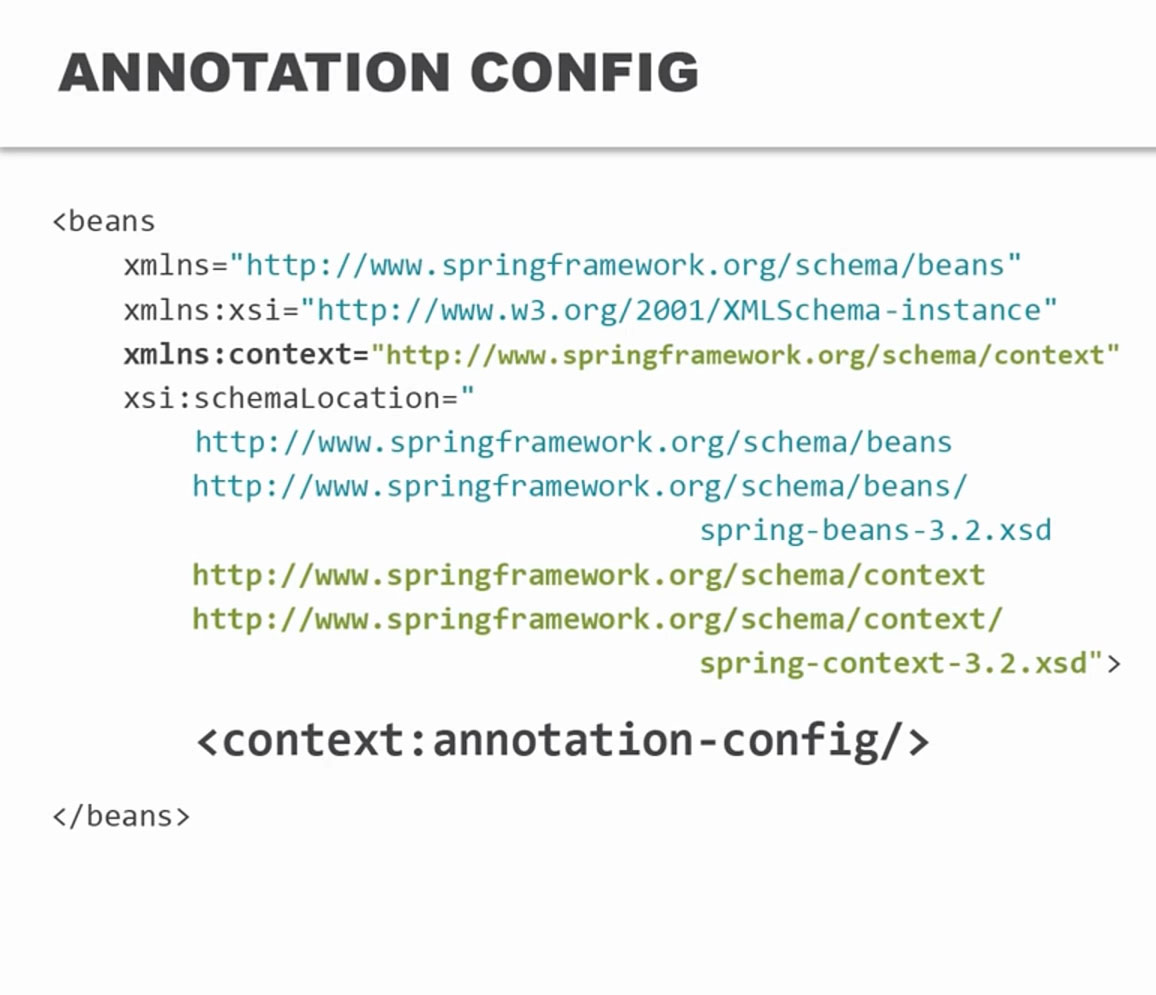 ANNOTATION CONFIG
<beans
xmlns="http://www.springframework.org/schema/beans"
xmlns:xsi="http://www.w3.org/2001/XMLSchema-instance"
xmlns:context="http://www.springframework.org/schema/context"
xsi:schemaLocation="
http://www.springframework.org/schema/beans
http://www.springframework.org/schema/beans/
spring-beans-3.2.xsd
http://www.springframework.org/schema/context
http://www.springframework.org/schema/context/
spring-context-3.2.xsd">
<context:annotation-config/>
</beans>